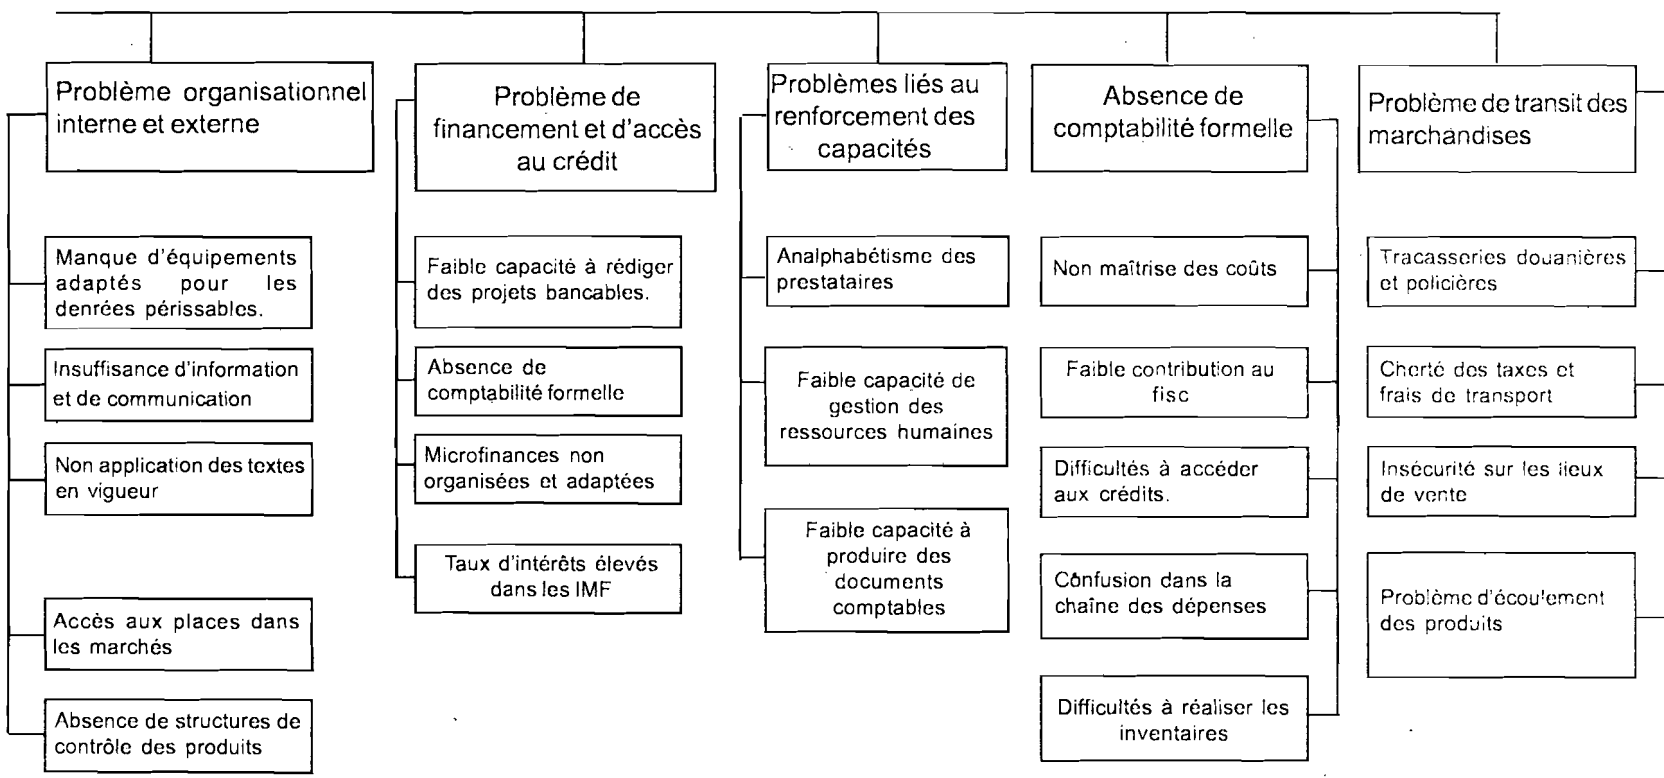 Problème organisationnel
interne et externe
Manque d'équipements
adaptés pour les
denrées périssables.
Insuffisance d'information
et de communication
Non application des textes
en vigueur
Accès aux places dans
les marchés
Absence de structures de
contrôle des produits
Problème de
financement et d'accès
au crédit
Faible capacité à rédiger
des projets bancables.
Absence de
comptabilité formelle
Microfinances non
organisées et adaptées
Taux d'intérêts élevés
dans les IMF
Problèmes liés au
renforcement des
capacités
Analphabétisme des
prestataires
Faible capacité de
gestion des
ressources humaines
Faible capacité à
produire des
documents
comptables
Absence de
comptabilité formelle
Non maîtrise des coûts
Faible contribution au
fisc
Difficultés à accéder
aux crédits.
Confusion dans la
chaîne des dépenses
Difficultés à réaliser les
inventaires
Problème de transit des
marchandises
Tracasseries douanières
et policières
Cherté des taxes et
frais de transport
Insécurité sur les lieux
de vente
Problème d'écoulement
des produits